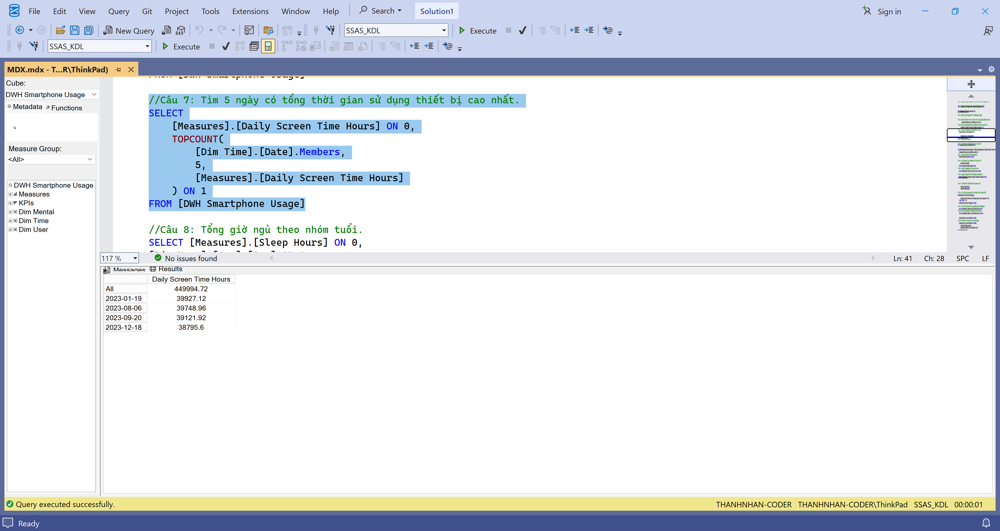 File Edit View Query Git Project Tools Extensions Window Help Search Solution1 Sign in
New Query DAX SSAS_KDL Execute
SSAS_KDL Execute
MDX.mdx - T...R\ThinkPad)
Cube:
DWH Smartphone Usage
Metadata Functions
Measure Group:
<All>
DWH Smartphone Usage
Measures
KPIs
Dim Mental
Dim Time
Dim User
FROM [DWH Smartphone Usage]
//Câu 7: Tìm 5 ngày có tổng thời gian sử dụng thiết bị cao nhất.
SELECT
[Measures].[Daily Screen Time Hours] ON 0,
TOPCOUNT(
[Dim Time].[Date].Members,
5,
[Measures].[Daily Screen Time Hours]
) ON 1
FROM [DWH Smartphone Usage]
//Câu 8: Tổng giờ ngủ theo nhóm tuổi.
SELECT [Measures].[Sleep Hours] ON 0,
117 % No issues found Ln: 41 Ch: 28 SPC LF
Messages Results
Daily Screen Time Hours
All 449994.72
2023-01-19 39927.12
2023-08-06 39748.96
2023-09-20 39121.92
2023-12-18 38795.6
Query executed successfully. THANHNHAN-CODER THANHNHAN-CODER\ThinkPad SSAS_KDL 00:00:01
Ready